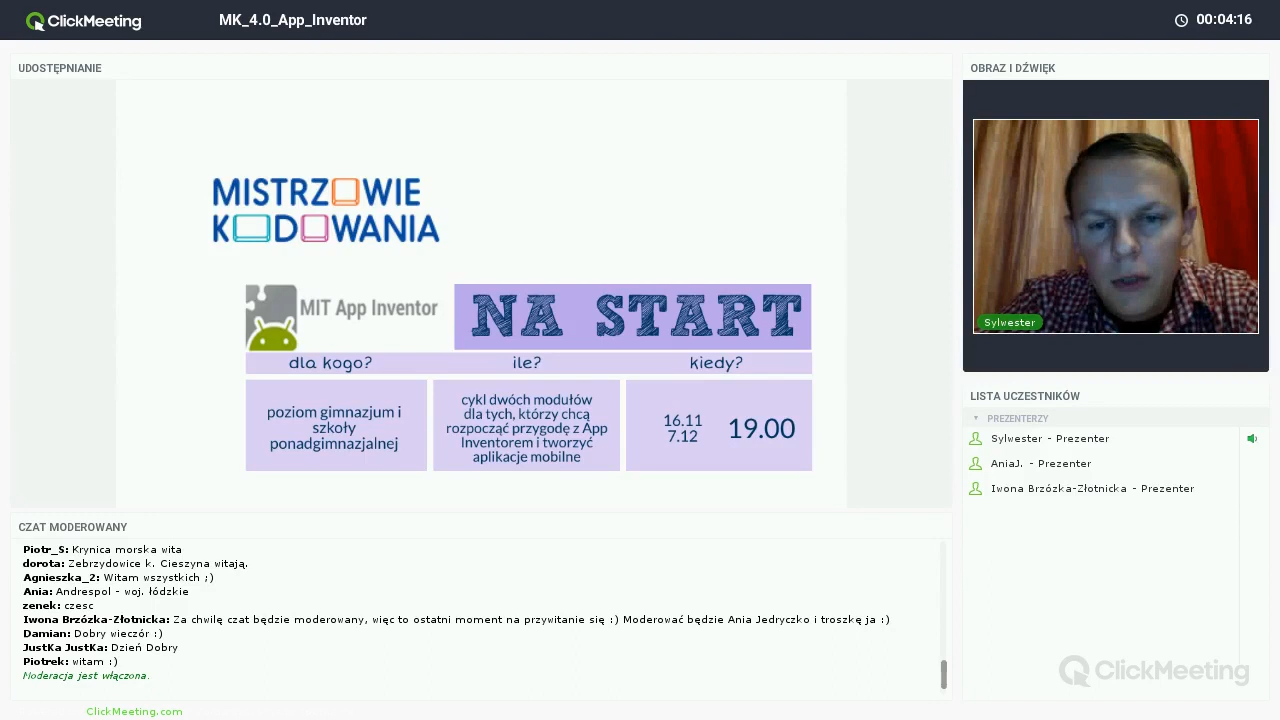 ClickMeeting
MK_4.0_App_Inventor
00:04:16
UDOSTĘPNIANIE
MISTRZOWIE
KODOWANIA
MIT App Inventor
NA START
dla kogo?
ile?
kiedy?
poziom gimnazjum i
szkoły
ponadgimnazjalnej
cykl dwóch modułów
dla tych, którzy chcą
rozpocząć przygodę z App
Inventorem i tworzyć
aplikacje mobilne
16.11
7.12
19.00
OBRAZ I DŹWIĘK
Sylwester
LISTA UCZESTNIKÓW
PREZENTERZY
Sylwester - Prezenter
AniaJ. - Prezenter
Iwona Brzózka-Złotnicka - Prezenter
CZAT MODEROWANY
Piotr_S: Krynica morska wita
dorota: Zebrzydowice k. Cieszyna witają.
Agnieszka_2: Witam wszystkich ;)
Ania: Andrespol - woj. łódzkie
zenek: czesc
Iwona Brzózka-Złotnicka: Za chwilę czat będzie moderowany, więc to ostatni moment na przywitanie się :) Moderować będzie Ania Jedryczko i troszkę ja :)
Damian: Dobry wieczór :)
JustKa JustKa: Dzień Dobry
Piotrek: witam :)
Moderacja jest włączona.
ClickMeeting
ClickMeeting.com